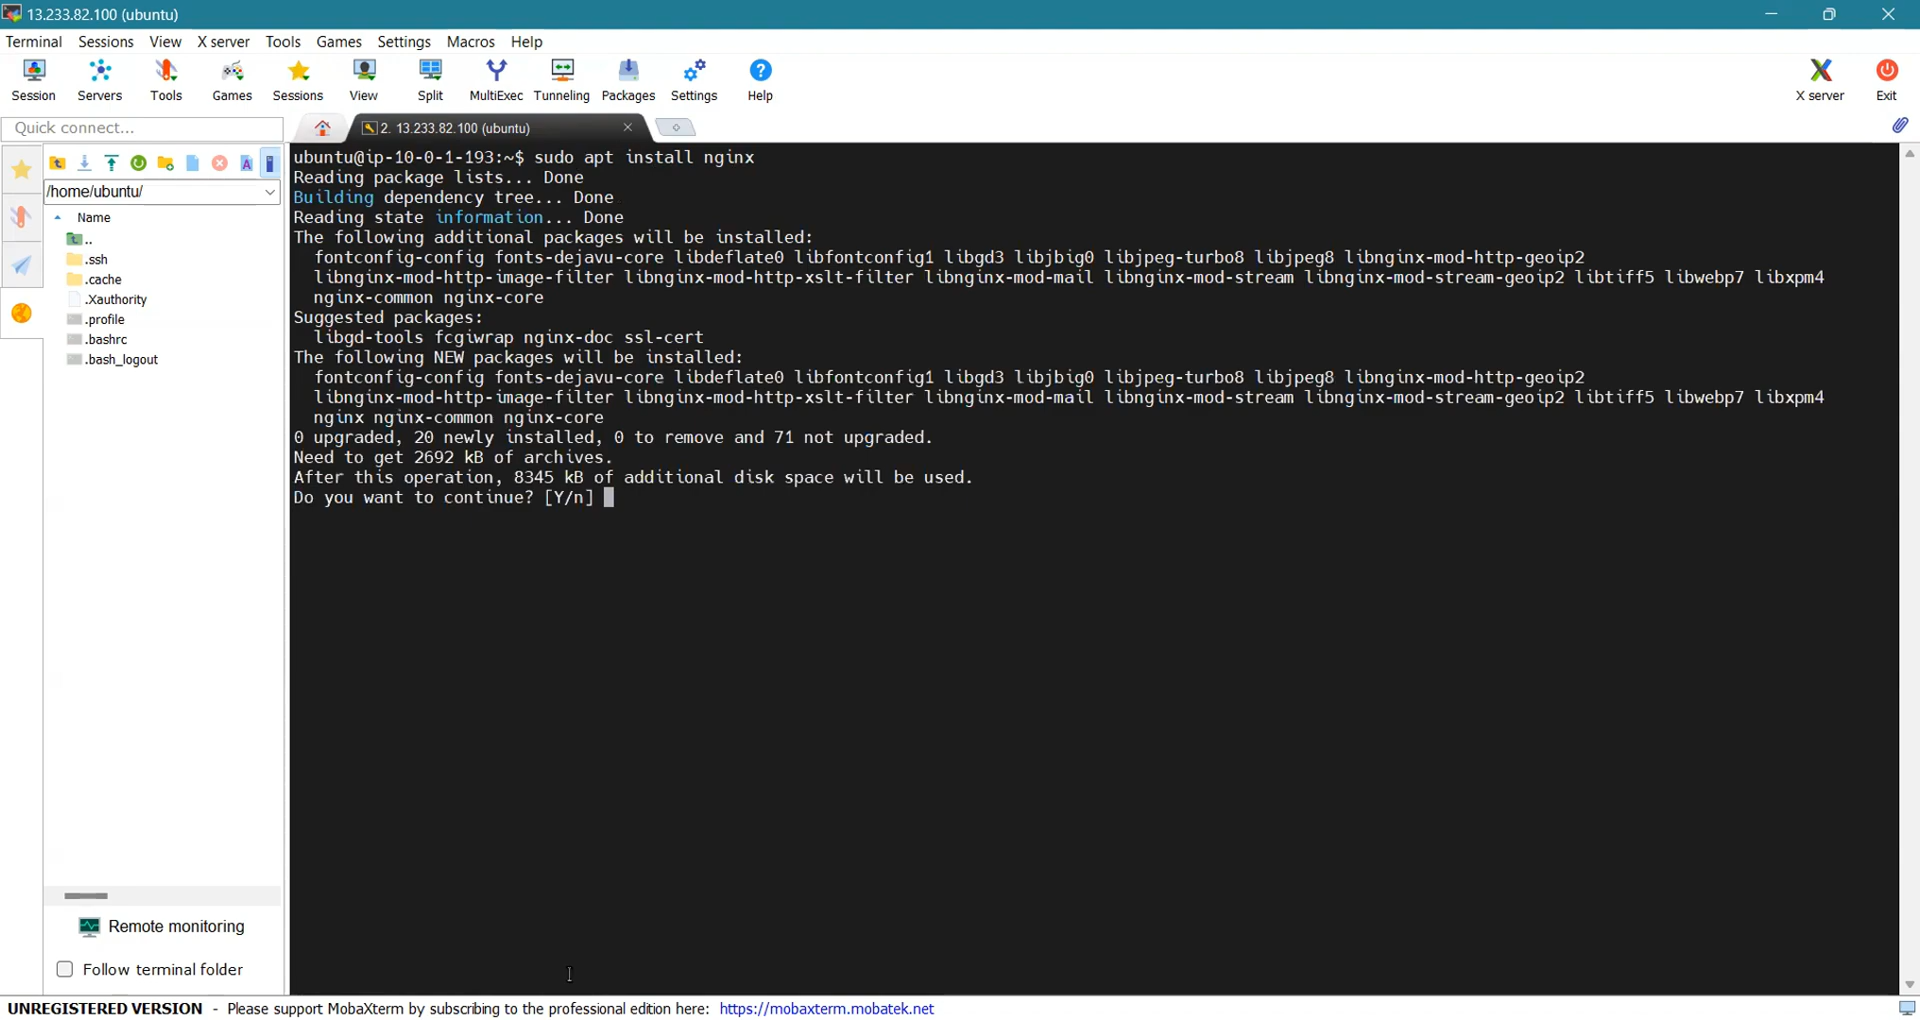 13.233.82.100 (ubuntu)
Terminal Sessions View X server Tools Games Settings Macros Help
Session Servers Tools Games Sessions View Split MultiExec Tunneling Packages Settings Help X server Exit
Quick connect...
2. 13.233.82.100 (ubuntu)
/home/ubuntu/
Name
..
.ssh
.cache
.Xauthority
.profile
.bashrc
.bash_logout
Remote monitoring
Follow terminal folder
ubuntu@ip-10-0-1-193:~$ sudo apt install nginx
Reading package lists... Done
Building dependency tree... Done
Reading state information... Done
The following additional packages will be installed:
fontconfig-config fonts-dejavu-core libdeflate0 libfontconfig1 libgd3 libjbig0 libjpeg-turbo8 libjpeg8 libnginx-mod-http-geoip2
libnginx-mod-http-image-filter libnginx-mod-http-xslt-filter libnginx-mod-mail libnginx-mod-stream libnginx-mod-stream-geoip2 libtiff5 libwebp7 libxpm4
nginx-common nginx-core
Suggested packages:
libgd-tools fcgiwrap nginx-doc ssl-cert
The following NEW packages will be installed:
fontconfig-config fonts-dejavu-core libdeflate0 libfontconfig1 libgd3 libjbig0 libjpeg-turbo8 libjpeg8 libnginx-mod-http-geoip2
libnginx-mod-http-image-filter libnginx-mod-http-xslt-filter libnginx-mod-mail libnginx-mod-stream libnginx-mod-stream-geoip2 libtiff5 libwebp7 libxpm4
nginx nginx-common nginx-core
0 upgraded, 20 newly installed, 0 to remove and 71 not upgraded.
Need to get 2692 kB of archives.
After this operation, 8345 kB of additional disk space will be used.
Do you want to continue? [Y/n]
UNREGISTERED VERSION - Please support MobaXterm by subscribing to the professional edition here: https://mobaxterm.mobatek.net